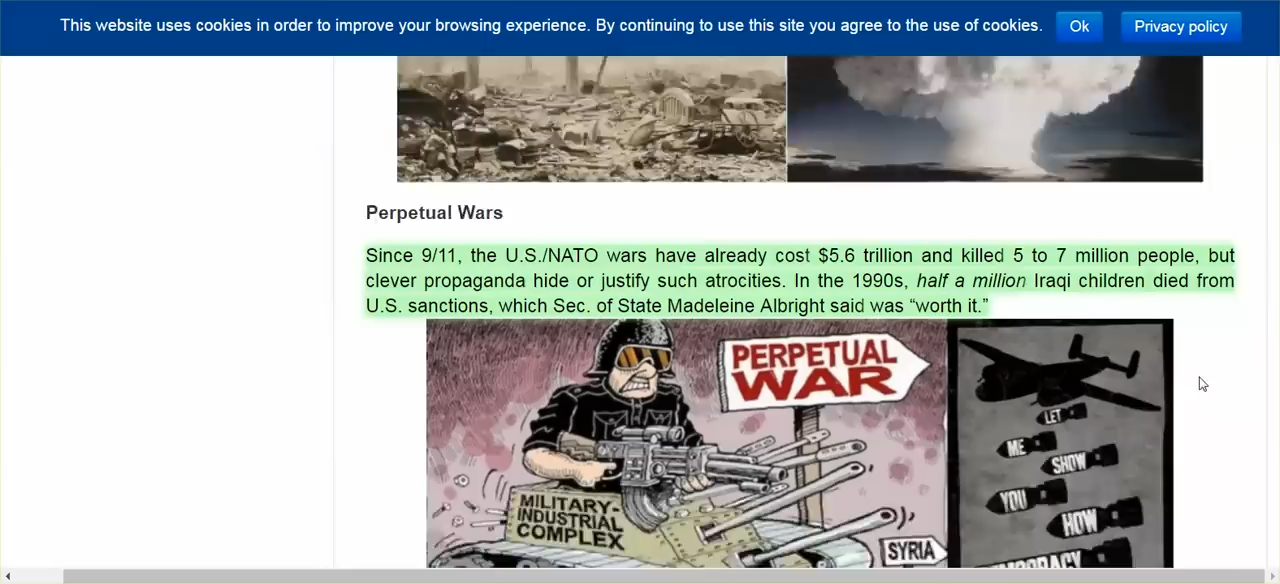 This website uses cookies in order to improve your browsing experience. By continuing to use this site you agree to the use of cookies.
Ok
Privacy policy
Perpetual Wars
Since 9/11, the U.S./NATO wars have already cost $5.6 trillion and killed 5 to 7 million people, but
clever propaganda hide or justify such atrocities. In the 1990s, half a million Iraqi children died from
U.S. sanctions, which Sec. of State Madeleine Albright said was “worth it.”
PERPETUAL
WAR
MILITARY-
INDUSTRIAL
COMPLEX
SYRIA
LET
ME
SHOW
YOU
HOW